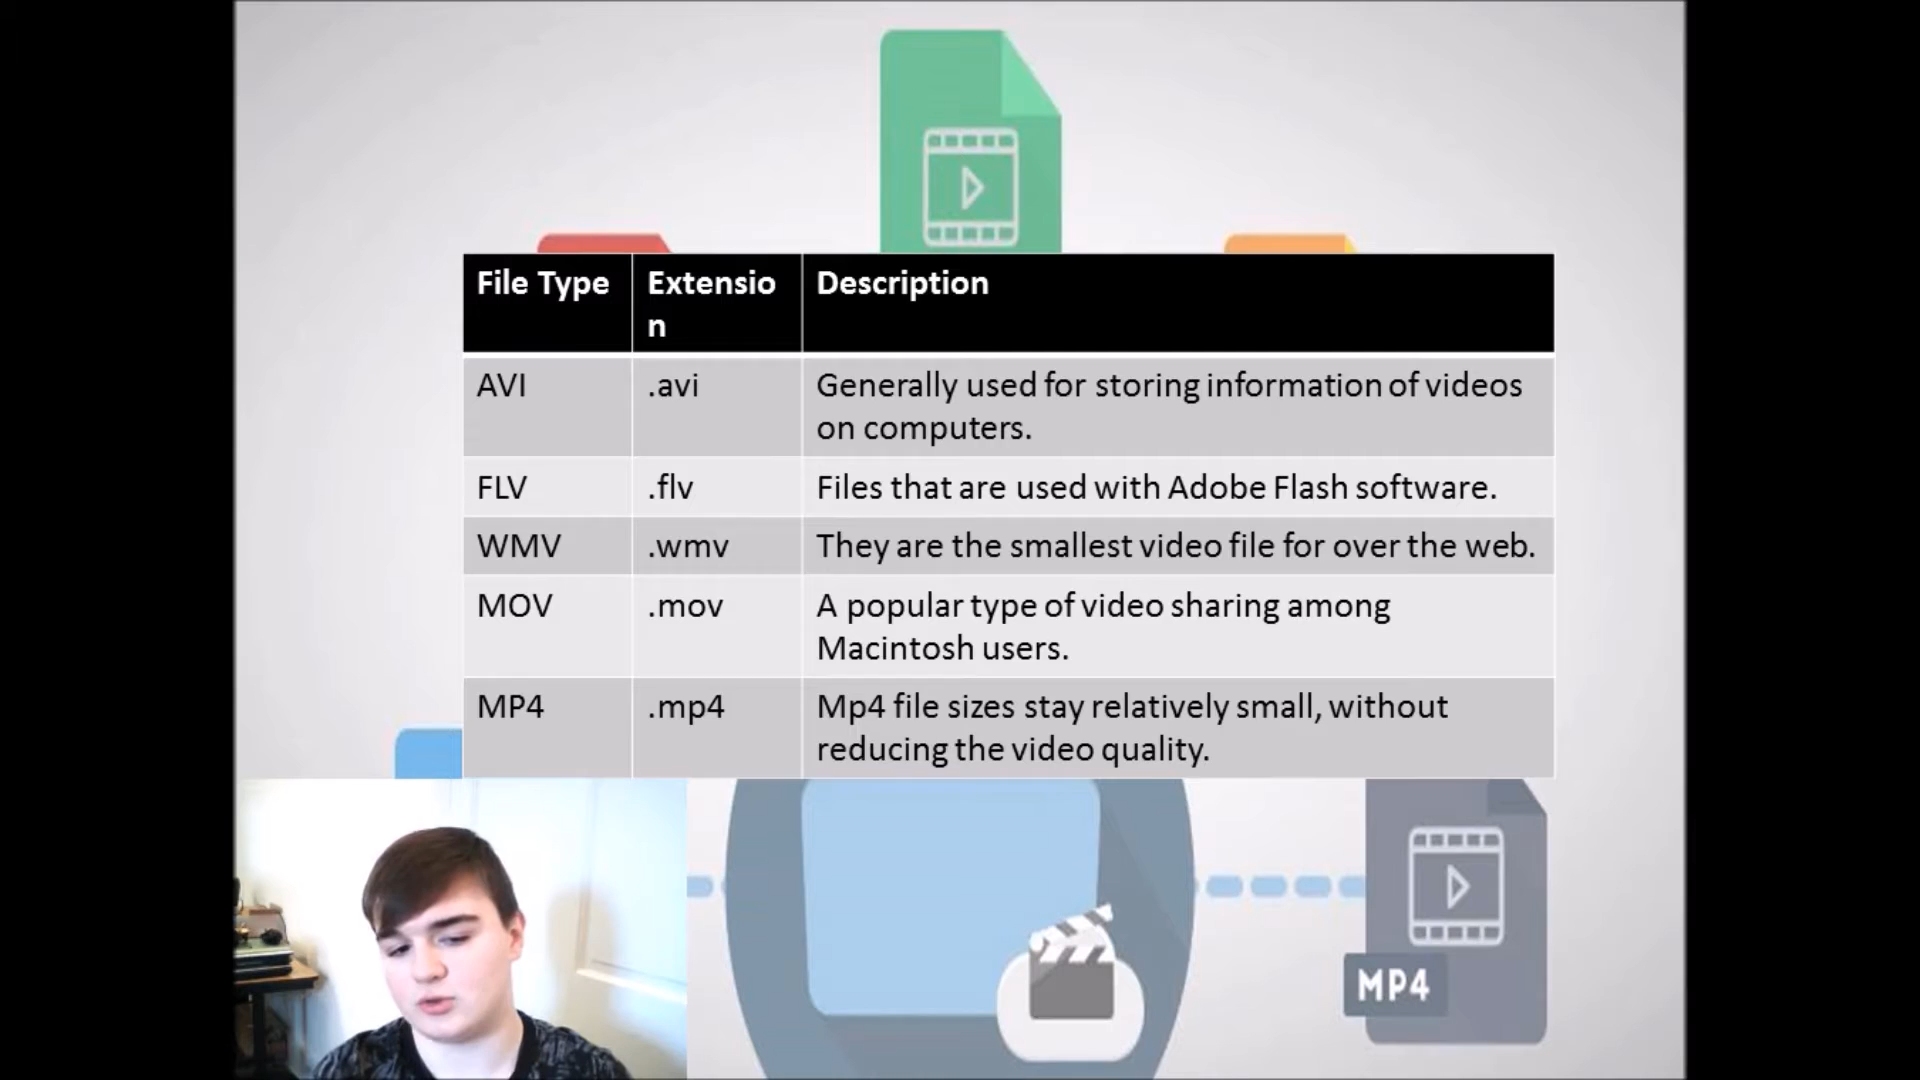 File Type Extensio Description
n
AVI .avi Generally used for storing information of videos
on computers.
FLV .flv Files that are used with Adobe Flash software.
WMV .wmv They are the smallest video file for over the web.
MOV .mov A popular type of video sharing among
Macintosh users.
MP4 .mp4 Mp4 file sizes stay relatively small, without
reducing the video quality.
MP4